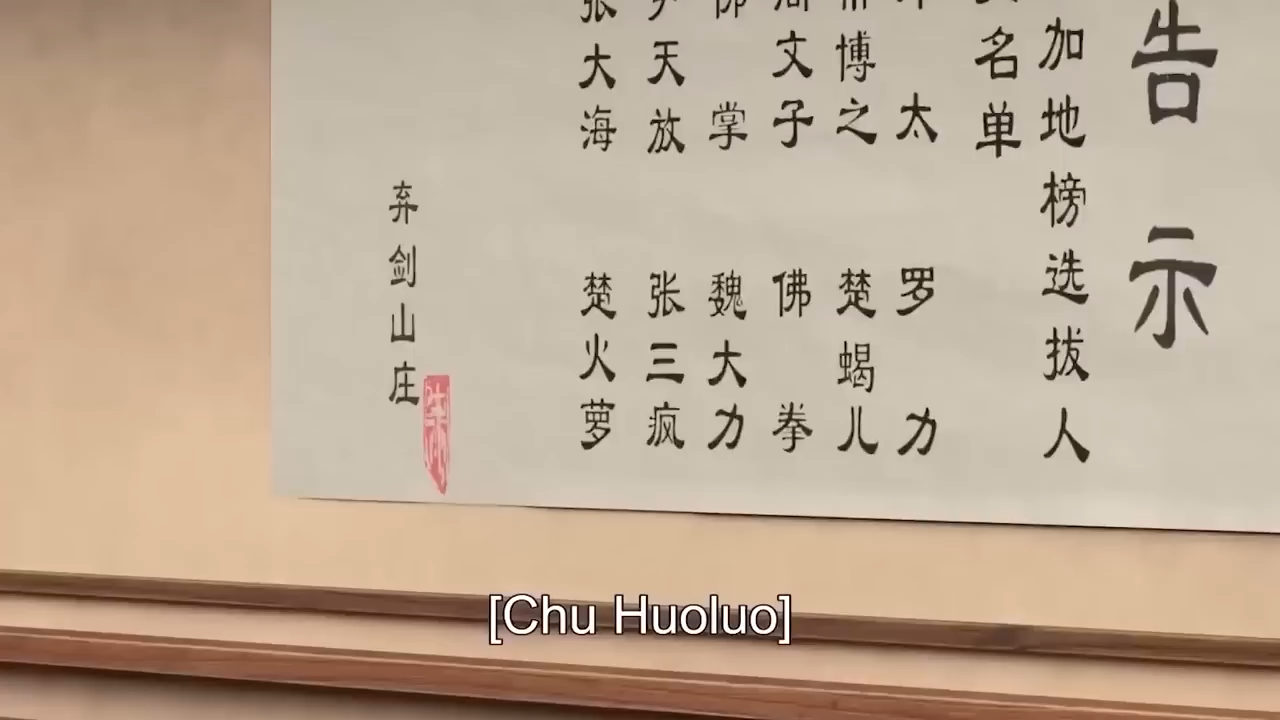 告示
加地榜选拔人
名单
太 罗力
博之 楚蝎儿
文子 佛拳
掌 魏大力
天放 张三疯
张大海 楚火萝
弃剑山庄
[Chu Huoluo]